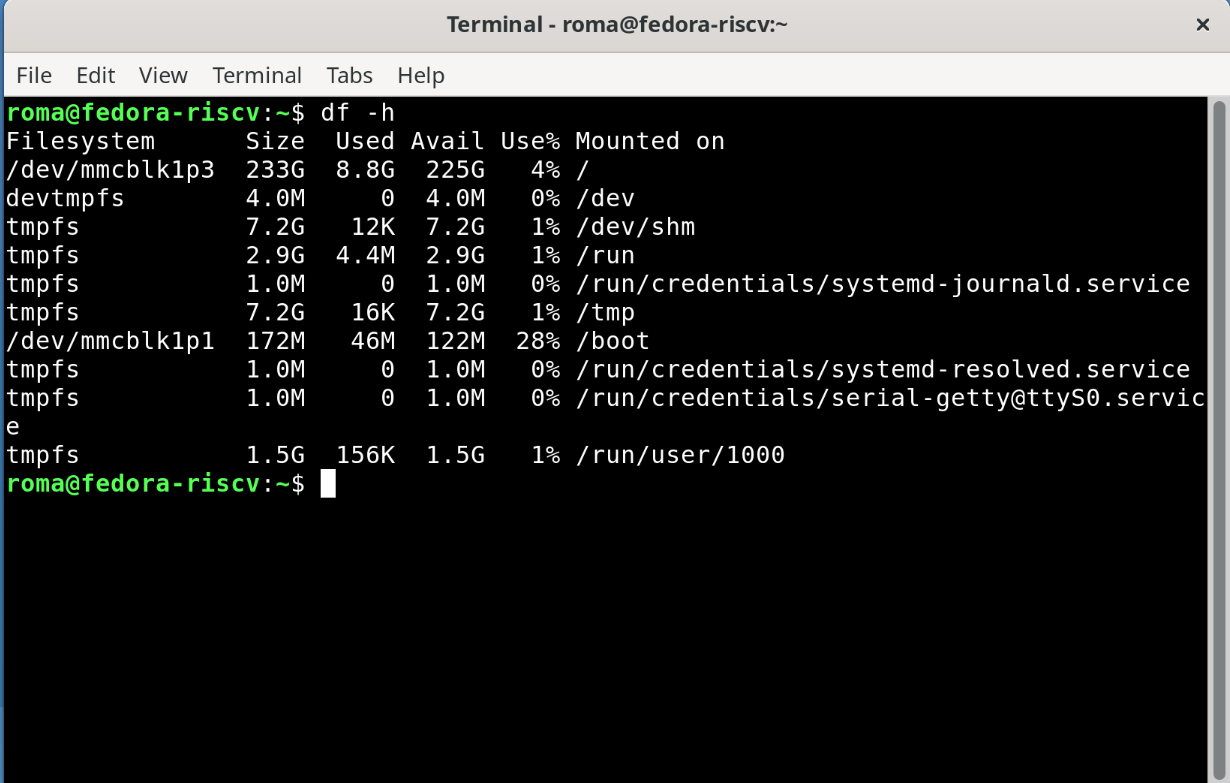 Terminal - roma@fedora-riscv:~ ×
File Edit View Terminal Tabs Help
roma@fedora-riscv:~$ df -h
Filesystem      Size  Used Avail Use% Mounted on
/dev/mmcblk1p3  233G  8.8G  225G   4% /
devtmpfs        4.0M     0  4.0M   0% /dev
tmpfs           7.2G   12K  7.2G   1% /dev/shm
tmpfs           2.9G  4.4M  2.9G   1% /run
tmpfs           1.0M     0  1.0M   0% /run/credentials/systemd-journald.service
tmpfs           7.2G   16K  7.2G   1% /tmp
/dev/mmcblk1p1  172M   46M  122M  28% /boot
tmpfs           1.0M     0  1.0M   0% /run/credentials/systemd-resolved.service
tmpfs           1.0M     0  1.0M   0% /run/credentials/serial-getty@ttyS0.servic
e
tmpfs           1.5G  156K  1.5G   1% /run/user/1000
roma@fedora-riscv:~$